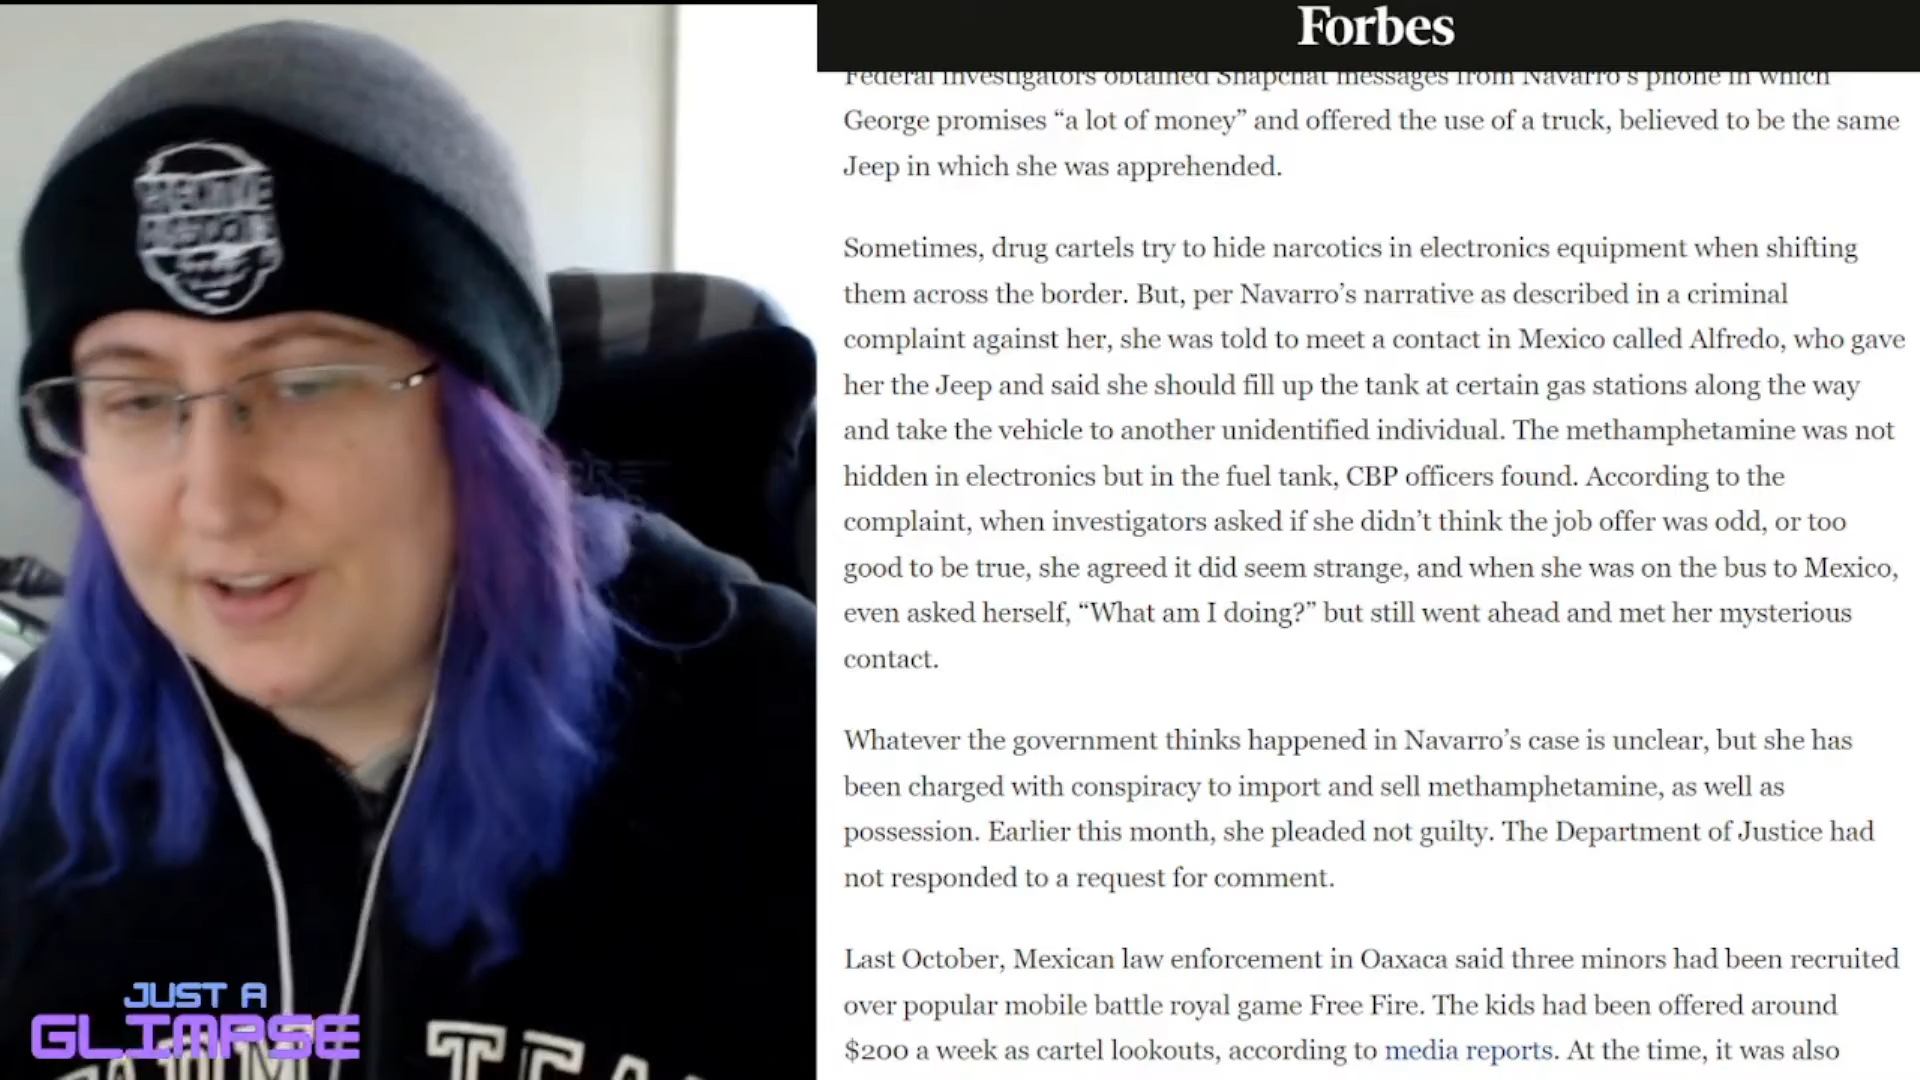 Forbes
Federal investigators obtained Snapchat messages from Navarro's phone in which
George promises “a lot of money” and offered the use of a truck, believed to be the same
Jeep in which she was apprehended.
Sometimes, drug cartels try to hide narcotics in electronics equipment when shifting
them across the border. But, per Navarro’s narrative as described in a criminal
complaint against her, she was told to meet a contact in Mexico called Alfredo, who gave
her the Jeep and said she should fill up the tank at certain gas stations along the way
and take the vehicle to another unidentified individual. The methamphetamine was not
hidden in electronics but in the fuel tank, CBP officers found. According to the
complaint, when investigators asked if she didn’t think the job offer was odd, or too
good to be true, she agreed it did seem strange, and when she was on the bus to Mexico,
even asked herself, “What am I doing?” but still went ahead and met her mysterious
contact.
Whatever the government thinks happened in Navarro’s case is unclear, but she has
been charged with conspiracy to import and sell methamphetamine, as well as
possession. Earlier this month, she pleaded not guilty. The Department of Justice had
not responded to a request for comment.
Last October, Mexican law enforcement in Oaxaca said three minors had been recruited
over popular mobile battle royal game Free Fire. The kids had been offered around
$200 a week as cartel lookouts, according to media reports. At the time, it was also
JUST A
GLIMPSE